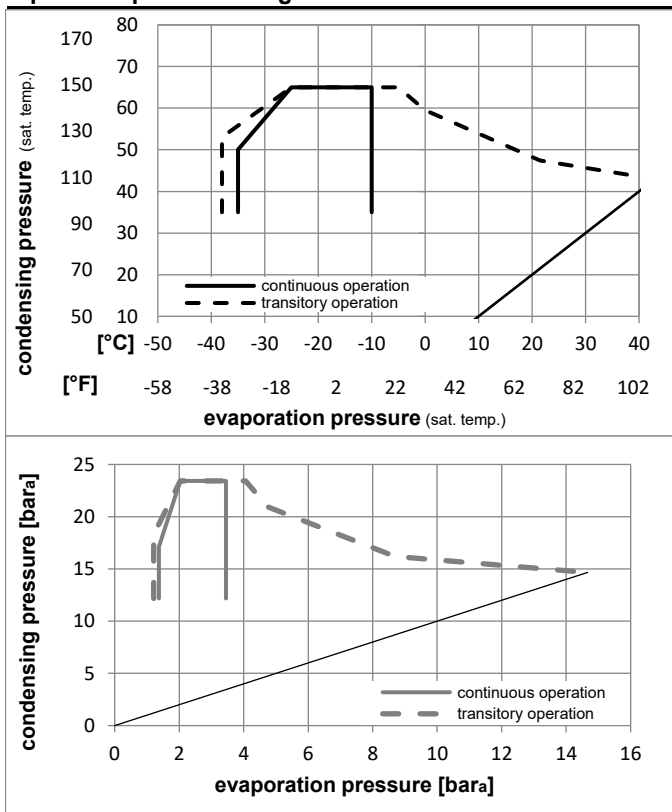 condensing pressure (sat. temp.)
170 80
150 70
130 60
110 50
90 40
70 30
50 20
10
continuous operation
transitory operation
[°C] -50 -40 -30 -20 -10 0 10 20 30 40
[°F] -58 -38 -18 2 22 42 62 82 102
evaporation pressure (sat. temp.)
condensing pressure [bara]
25
20
15
10
5
0
continuous operation
transitory operation
0 2 4 6 8 10 12 14 16
evaporation pressure [bara]